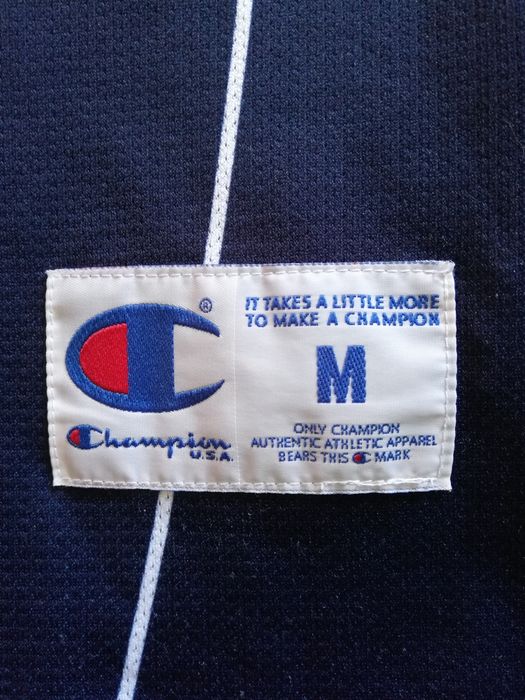 ®
Champion
U.S.A.
IT TAKES A LITTLE MORE
TO MAKE A CHAMPION
M
ONLY CHAMPION
AUTHENTIC ATHLETIC APPAREL
BEARS THIS C MARK